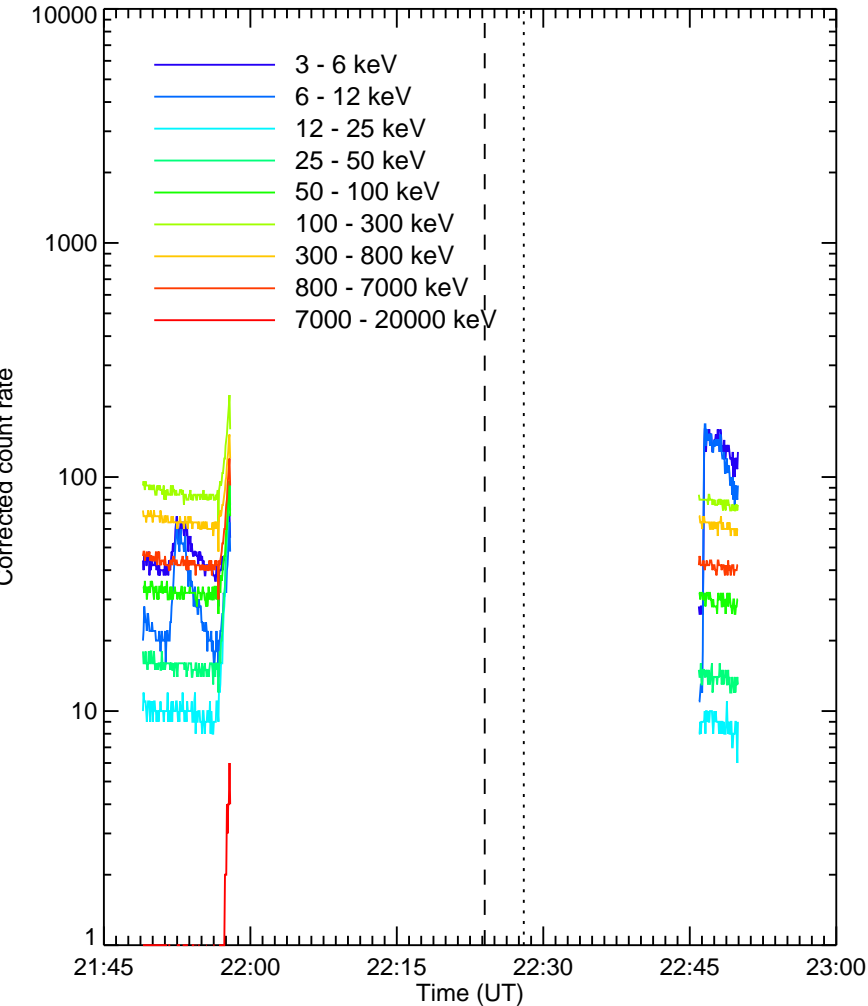 10000
1000
100
10
1
Corrected count rate
3 - 6 keV
6 - 12 keV
12 - 25 keV
25 - 50 keV
50 - 100 keV
100 - 300 keV
300 - 800 keV
800 - 7000 keV
7000 - 20000 keV
21:45
22:00
22:15
22:30
22:45
23:00
Time (UT)